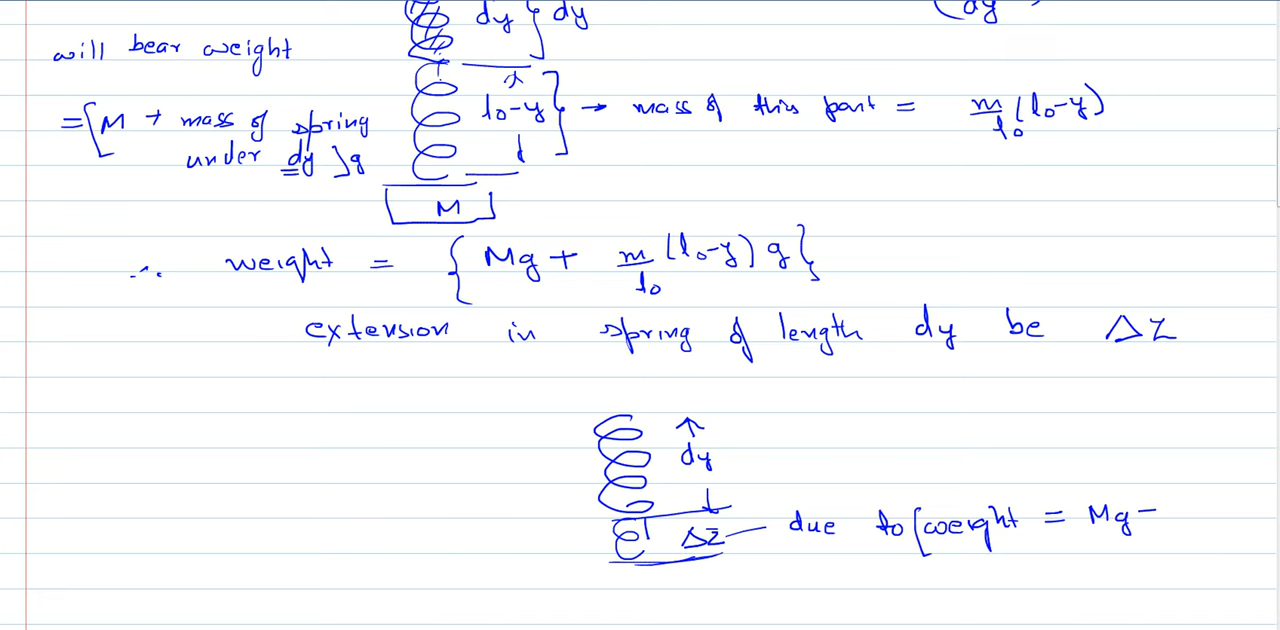 dy } dy
(dy
will bear weight
= [ M + mass of spring under dy ] g
l₀-y } → mass of this part = m/l₀ (l₀-y)
M
∴ weight = { Mg + m/l₀ (l₀-y) g }
extension in spring of length dy be ΔZ
dy
ΔZ — due to [weight = Mg -